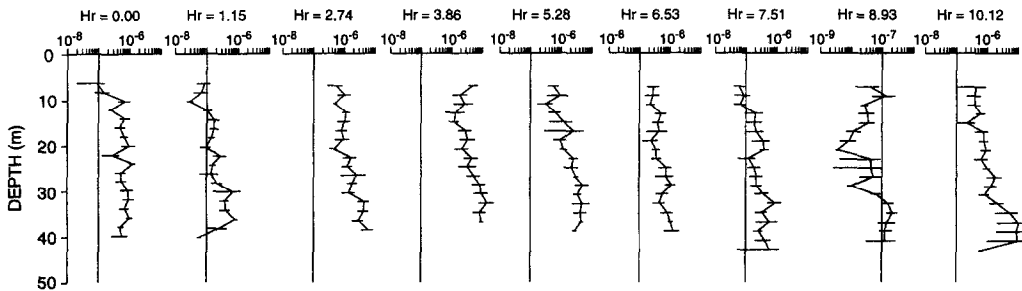 Hr = 0.00 Hr = 1.15 Hr = 2.74 Hr = 3.86 Hr = 5.28 Hr = 6.53 Hr = 7.51 Hr = 8.93 Hr = 10.12
10-8 10-6 10-8 10-6 10-8 10-6 10-8 10-6 10-8 10-6 10-8 10-6 10-8 10-6 10-9 10-7 10-8 10-6
0
10
20
30
40
50
DEPTH (m)